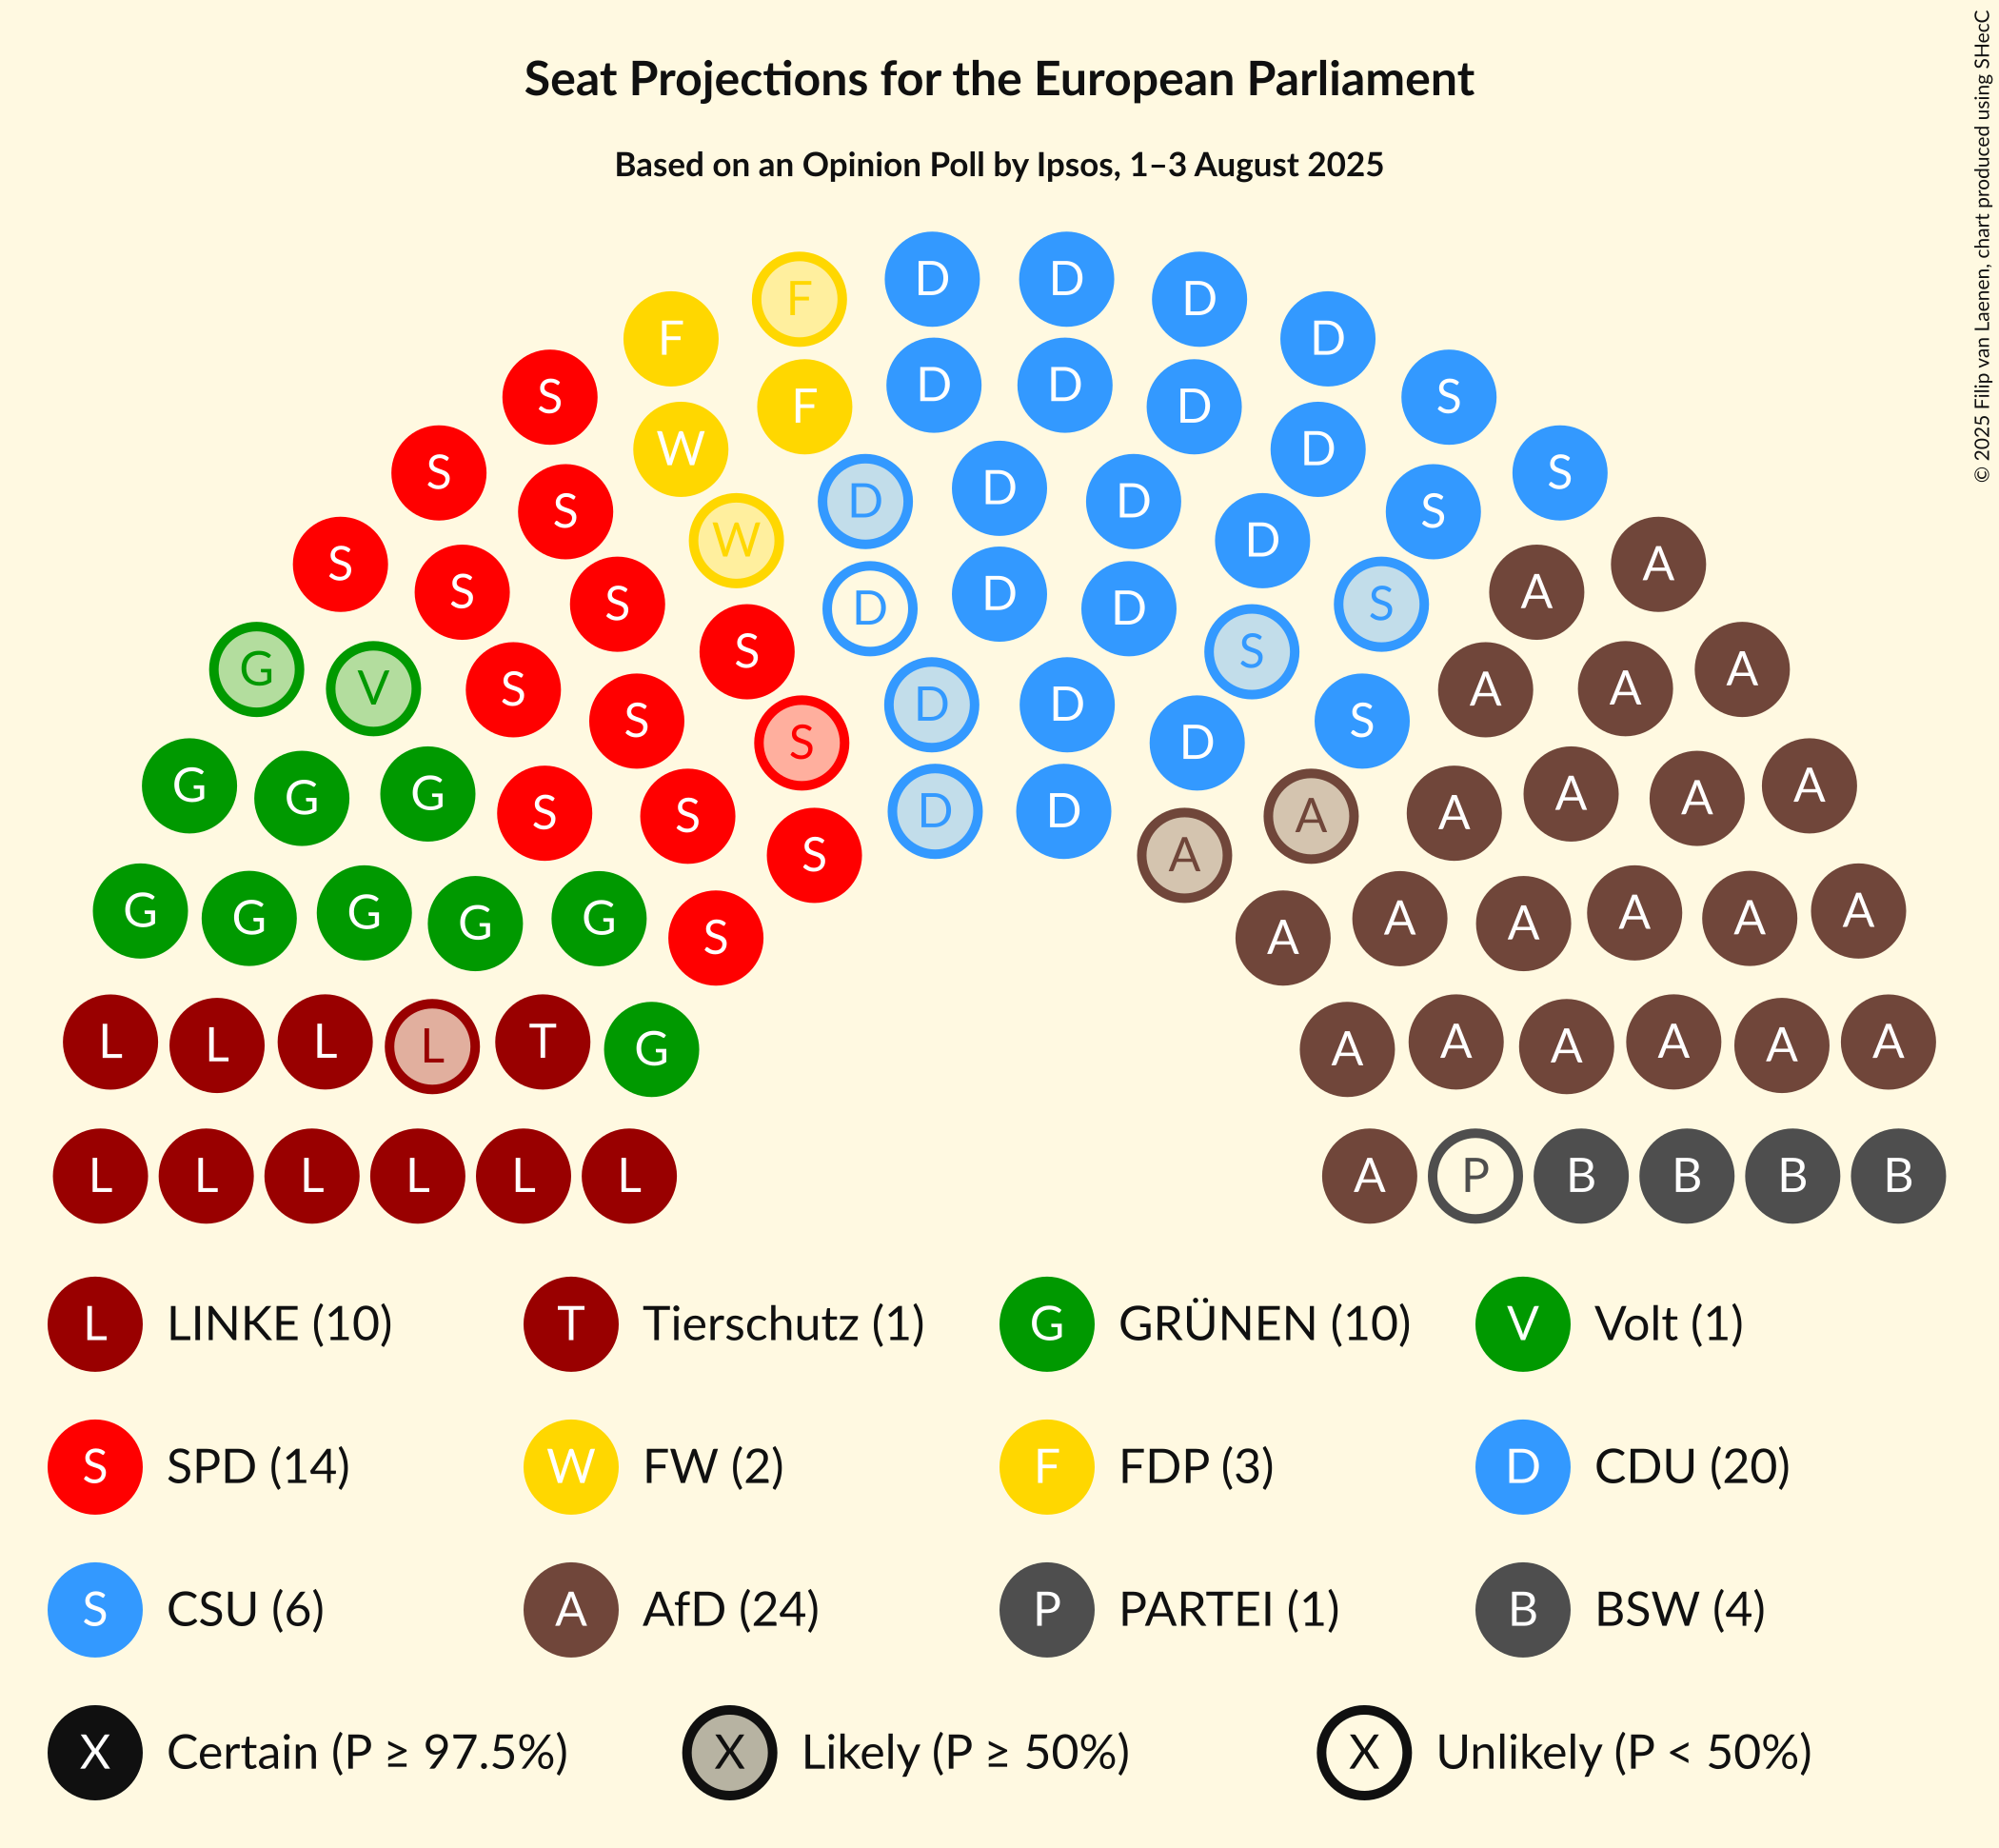 © 2025 Filip van Laenen, chart produced using SHecC
Seat Projections for the European Parliament
Based on an Opinion Poll by Ipsos, 1–3 August 2025
D D
F D
F D
D D
S S
F D
W D
S S
D
D D
S S
W D
S A
S D A
S D D S
S S
G A
V S A A
D D
S S
S D
G A
G G A A
S S D D A A
S A
G G G G G A A A A A
S A
L L L L T G A A A A A A
L L L L L L A P B B B B
L LINKE (10) T Tierschutz (1) G GRÜNEN (10) V Volt (1)
S SPD (14) W FW (2) F FDP (3) D CDU (20)
S CSU (6) A AfD (24) P PARTEI (1) B BSW (4)
X Certain (P ≥ 97.5%) X Likely (P ≥ 50%) X Unlikely (P < 50%)